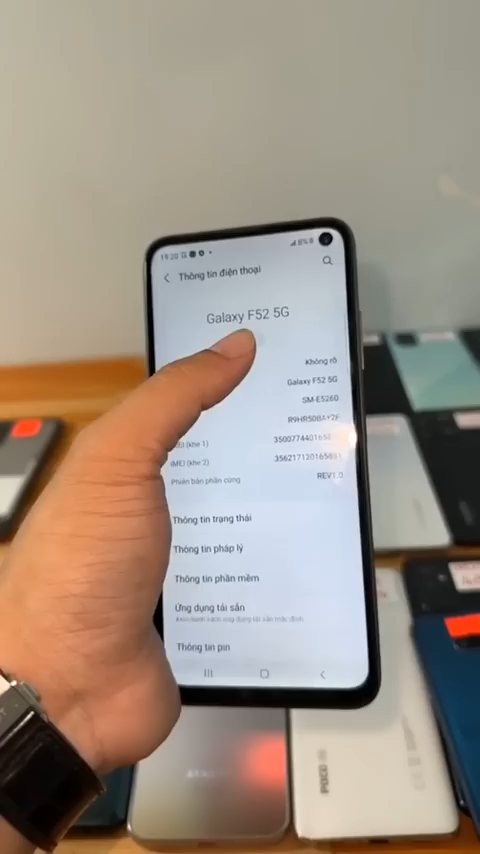 19:20
Thông tin điện thoại
Galaxy F52 5G
Không rõ
Galaxy F52 5G
SM-E5260
(khe 1)
IMEI (khe 2)
Phiên bản phần cứng
REV1.0
Thông tin trạng thái
Thông tin pháp lý
Thông tin phần mềm
Ứng dụng tài sản
Thông tin pin
POCO